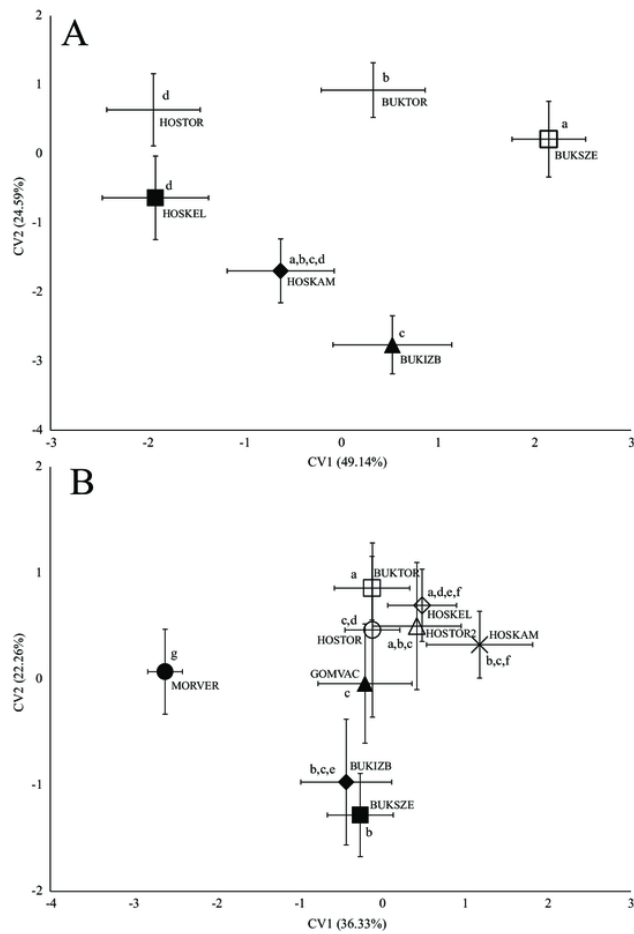 A
2
1
0
-1
-2
-3
-4
CV2 (24.59%)
d
HOSTOR
b
BUKTOR
a
BUKSZE
d
HOSKEL
a,b,c,d
HOSKAM
c
BUKIZB
-3
-2
-1
0
1
2
3
CV1 (49.14%)
B
2
1
0
-1
-2
CV2 (22.26%)
a
BUKTOR
a,d,e,f
HOSKEL
c,d
HOSTOR
HOSTOR2
a,b,c
HOSKAM
b,c,f
g
MORVER
GOMVAC
c
b,c,e
BUKIZB
BUKSZE
b
-3
-2
-1
0
1
2
3
CV1 (36.33%)